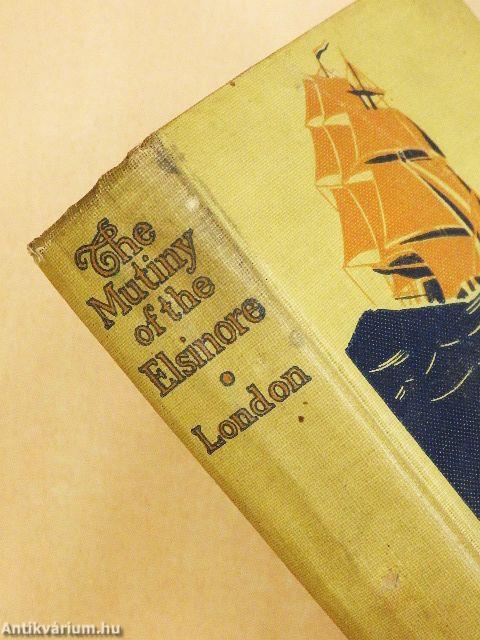 The
Mutiny
of the
Elsinore
•
London
Antikvárium.hu